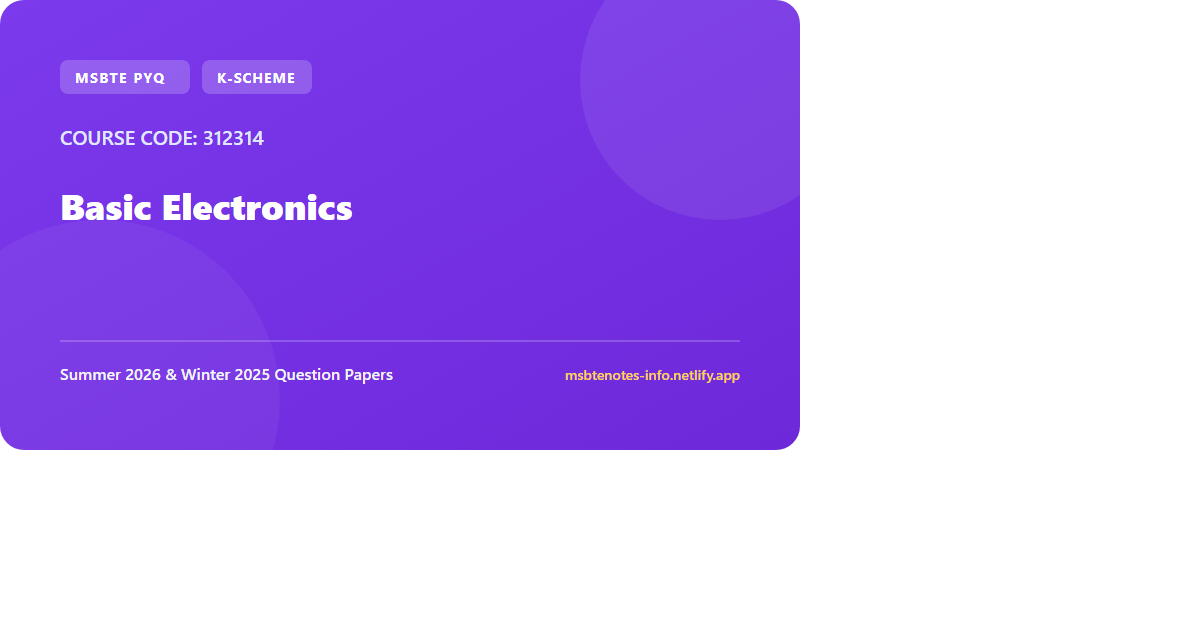 MSBTE PYQ K-SCHEME
COURSE CODE: 312314
Basic Electronics
Summer 2026 & Winter 2025 Question Papers
msbtenotes-info.netlify.app